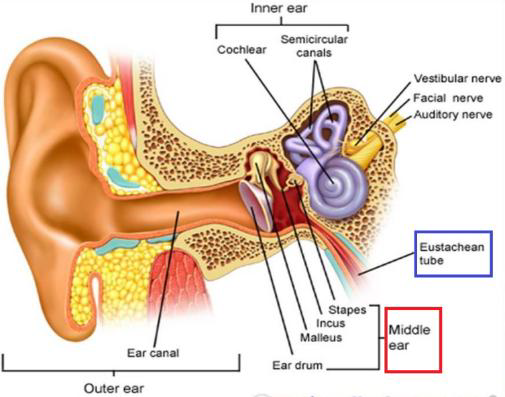 Inner ear
Cochlear
Semicircular
canals
Vestibular nerve
Facial nerve
Auditory nerve
Eustachean
tube
Stapes
Incus
Malleus
Ear drum
Middle
ear
Ear canal
Outer ear